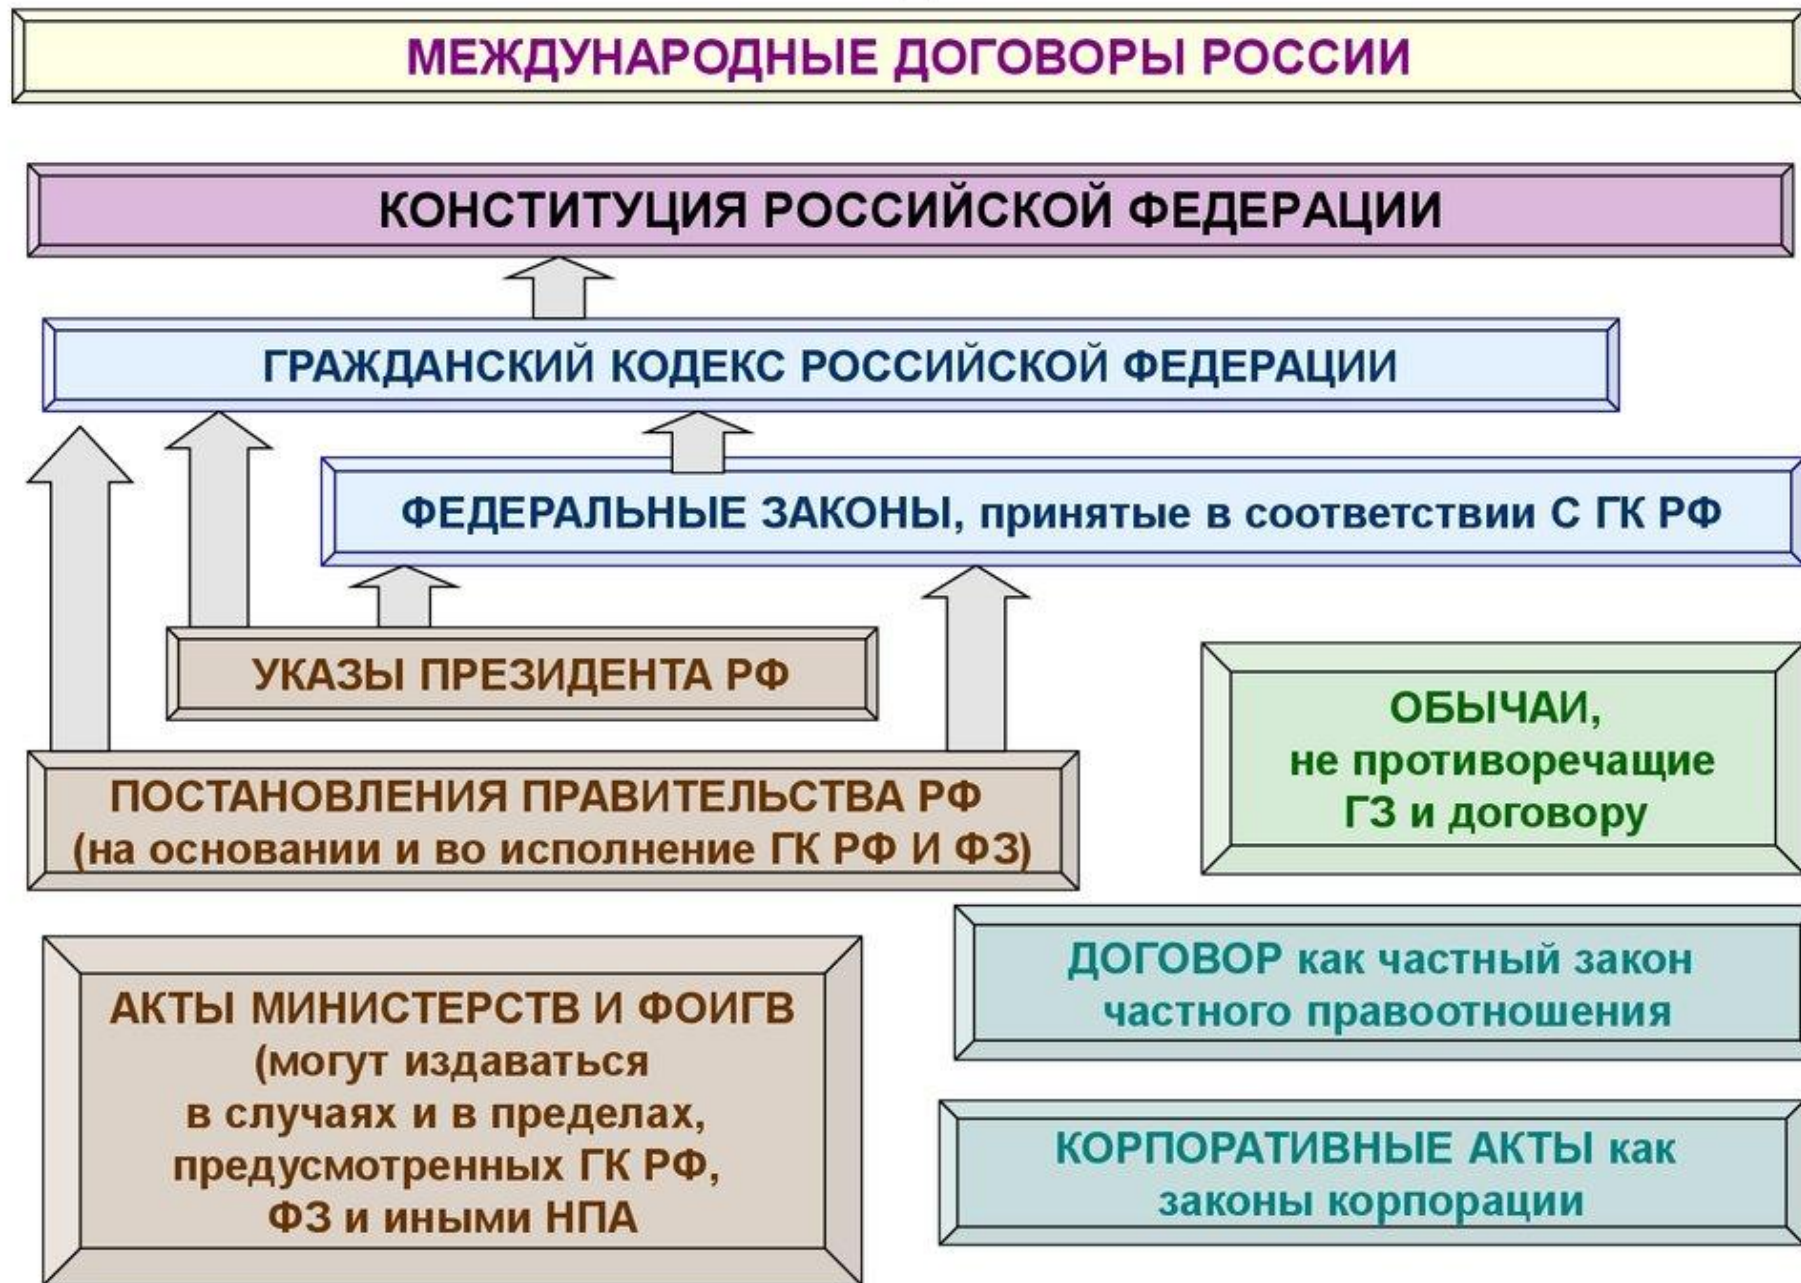 МЕЖДУНАРОДНЫЕ ДОГОВОРЫ РОССИИ
КОНСТИТУЦИЯ РОССИЙСКОЙ ФЕДЕРАЦИИ
ГРАЖДАНСКИЙ КОДЕКС РОССИЙСКОЙ ФЕДЕРАЦИИ
ФЕДЕРАЛЬНЫЕ ЗАКОНЫ, принятые в соответствии С ГК РФ
УКАЗЫ ПРЕЗИДЕНТА РФ
ПОСТАНОВЛЕНИЯ ПРАВИТЕЛЬСТВА РФ
(на основании и во исполнение ГК РФ И ФЗ)
ОБЫЧАИ,
не противоречащие
ГЗ и договору
АКТЫ МИНИСТЕРСТВ И ФОИГВ
(могут издаваться
в случаях и в пределах,
предусмотренных ГК РФ,
ФЗ и иными НПА
ДОГОВОР как частный закон
частного правоотношения
КОРПОРАТИВНЫЕ АКТЫ как
законы корпорации